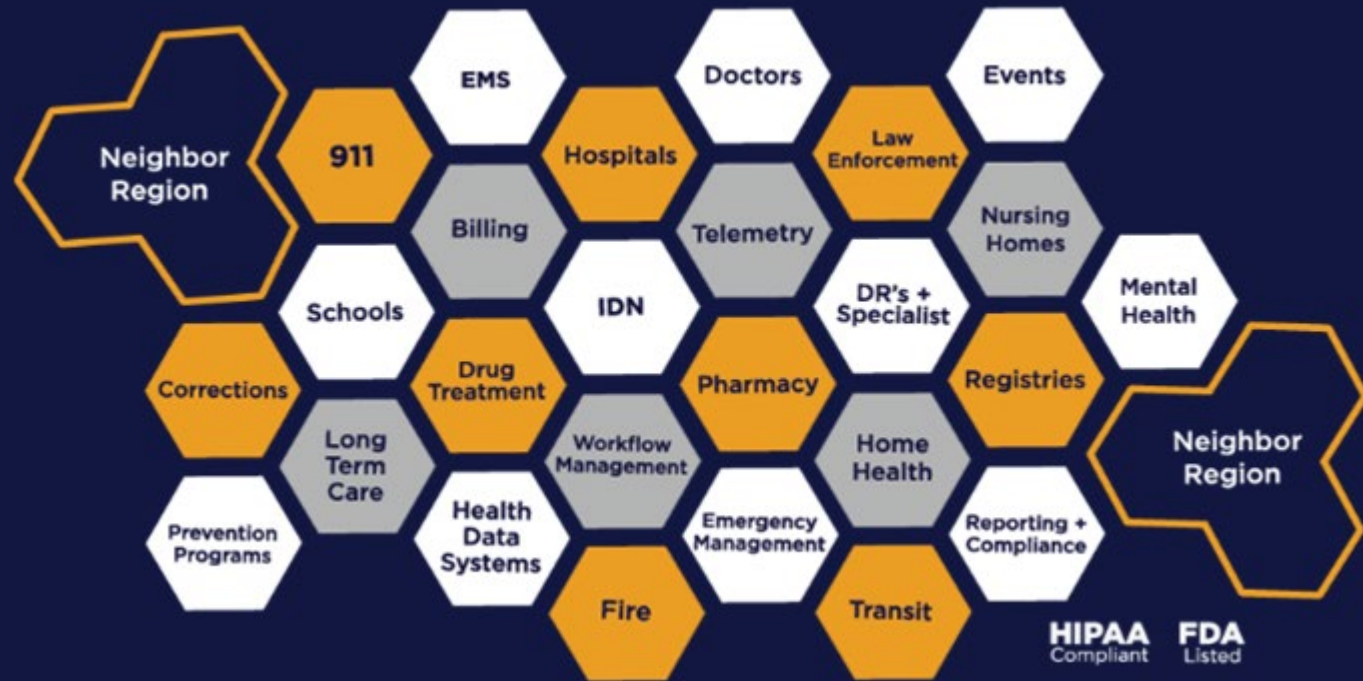 EMS
Doctors
Events
Neighbor
Region
911
Hospitals
Law
Enforcement
Billing
Telemetry
Nursing
Homes
Schools
IDN
DR's +
Specialist
Mental
Health
Corrections
Drug
Treatment
Pharmacy
Registries
Long
Term
Care
Workflow
Management
Home
Health
Neighbor
Region
Prevention
Programs
Health
Data
Systems
Emergency
Management
Reporting +
Compliance
Fire
Transit
HIPAA
Compliant
FDA
Listed